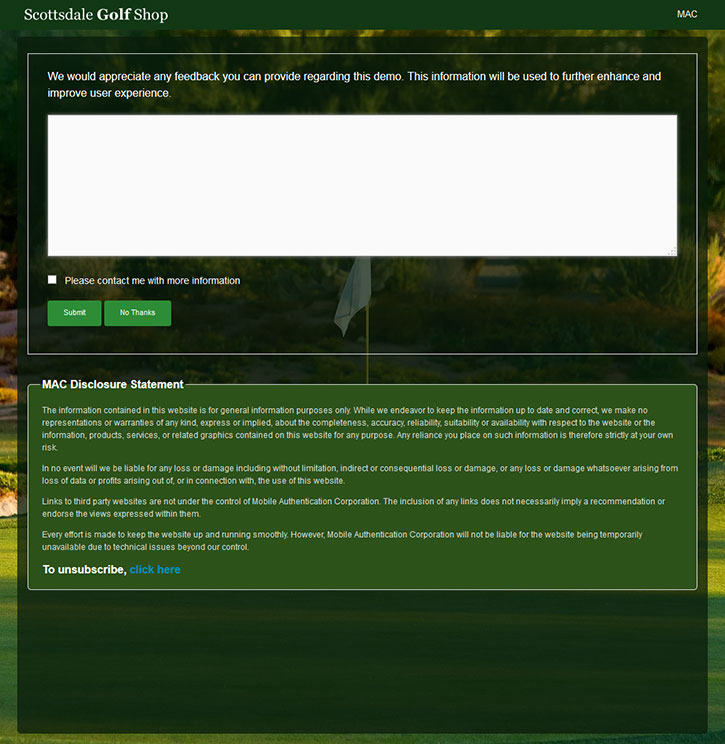 Scottsdale Golf Shop
MAC
We would appreciate any feedback you can provide regarding this demo. This information will be used to further enhance and
improve user experience.
Please contact me with more information
Submit
No Thanks
MAC Disclosure Statement
The information contained in this website is for general information purposes only. While we endeavor to keep the information up to date and correct, we make no
representations or warranties of any kind, express or implied, about the completeness, accuracy, reliability, suitability or availability with respect to the website or the
information, products, services, or related graphics contained on this website for any purpose. Any reliance you place on such information is therefore strictly at your own
risk.
In no event will we be liable for any loss or damage including without limitation, indirect or consequential loss or damage, or any loss or damage whatsoever arising from
loss of data or profits arising out of, or in connection with, the use of this website.
Links to third party websites are not under the control of Mobile Authentication Corporation. The inclusion of any links does not necessarily imply a recommendation or
endorse the views expressed within them.
Every effort is made to keep the website up and running smoothly. However, Mobile Authentication Corporation will not be liable for the website being temporarily
unavailable due to technical issues beyond our control.
To unsubscribe, click here